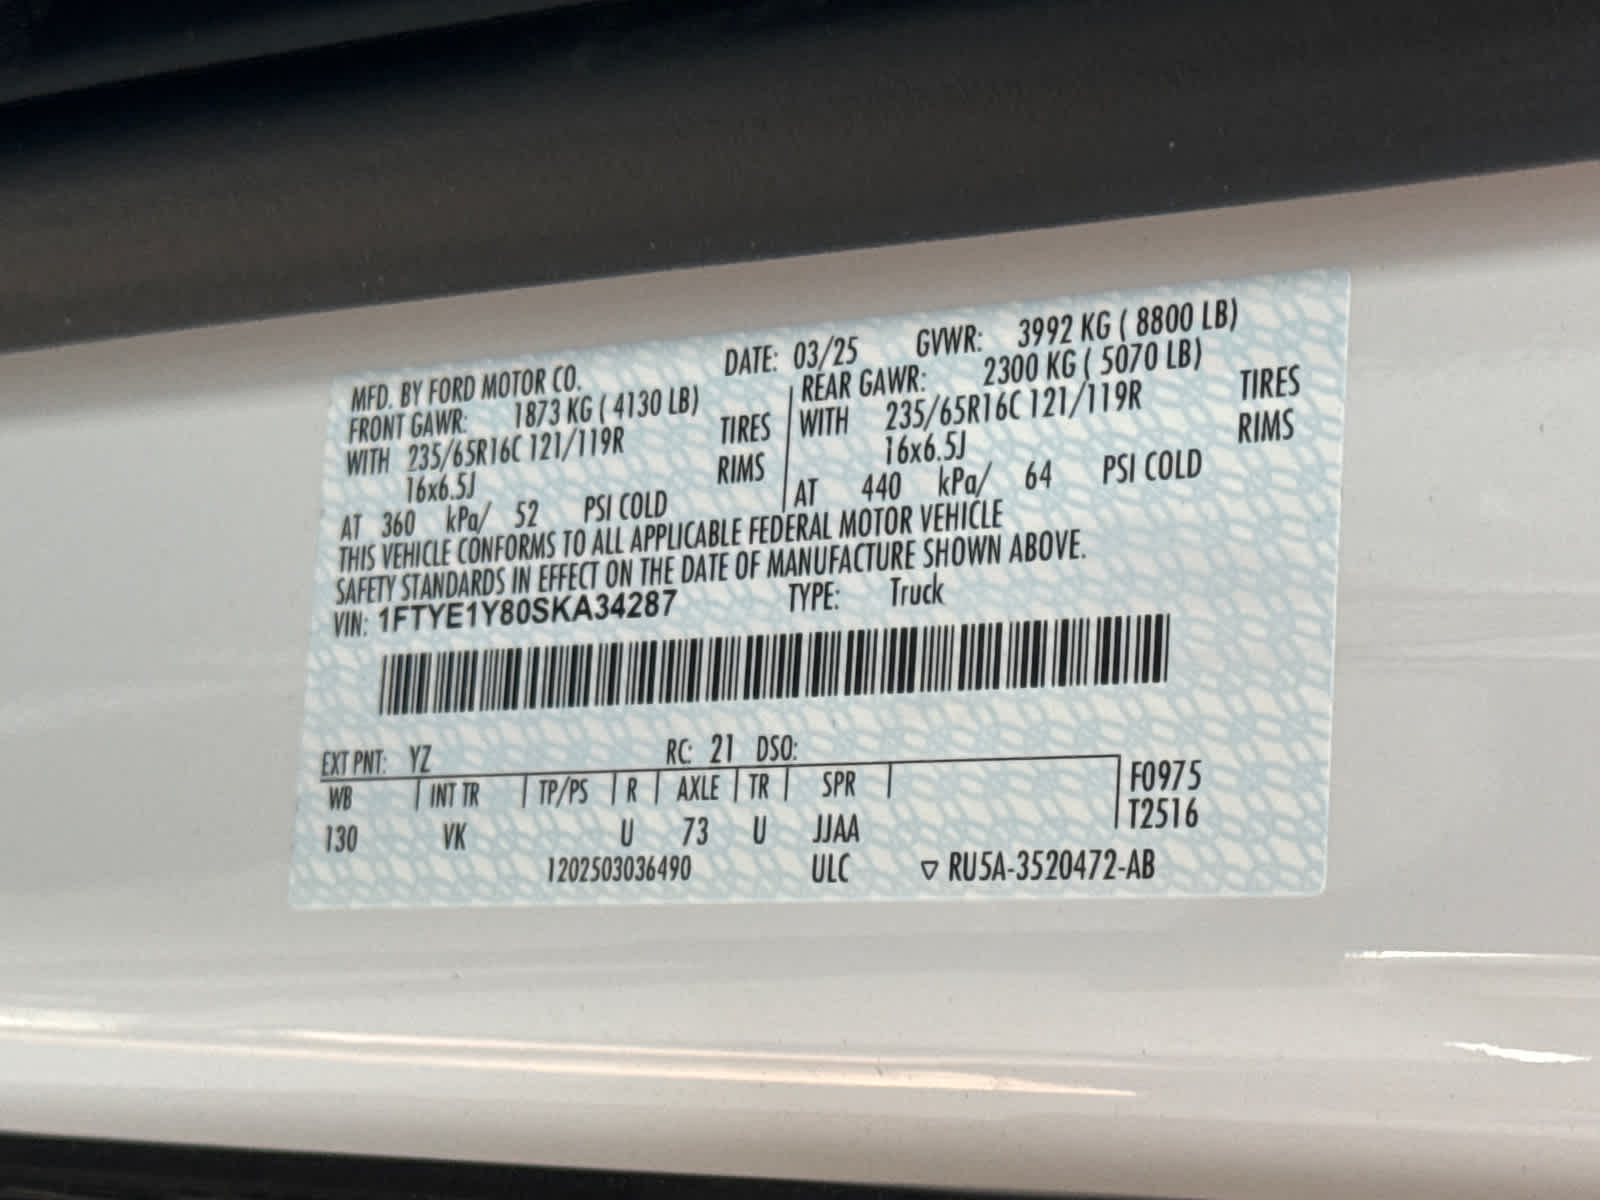 MFD. BY FORD MOTOR CO. DATE: 03/25 GVWR: 3992 KG ( 8800 LB)
FRONT GAWR: 1873 KG ( 4130 LB) REAR GAWR: 2300 KG ( 5070 LB)
WITH 235/65R16C 121/119R TIRES WITH 235/65R16C 121/119R TIRES
16x6.5J RIMS 16x6.5J RIMS
AT 360 kPa/ 52 PSI COLD AT 440 kPa/ 64 PSI COLD
THIS VEHICLE CONFORMS TO ALL APPLICABLE FEDERAL MOTOR VEHICLE
SAFETY STANDARDS IN EFFECT ON THE DATE OF MANUFACTURE SHOWN ABOVE.
VIN: 1FTYE1Y80SKA34287 TYPE: Truck
EXT PNT: YZ RC: 21 DSO:
WB INT TR TP/PS R AXLE TR SPR F0975
130 VK U 73 U JJAA T2516
1202503036490 ULC ▽ RU5A-3520472-AB